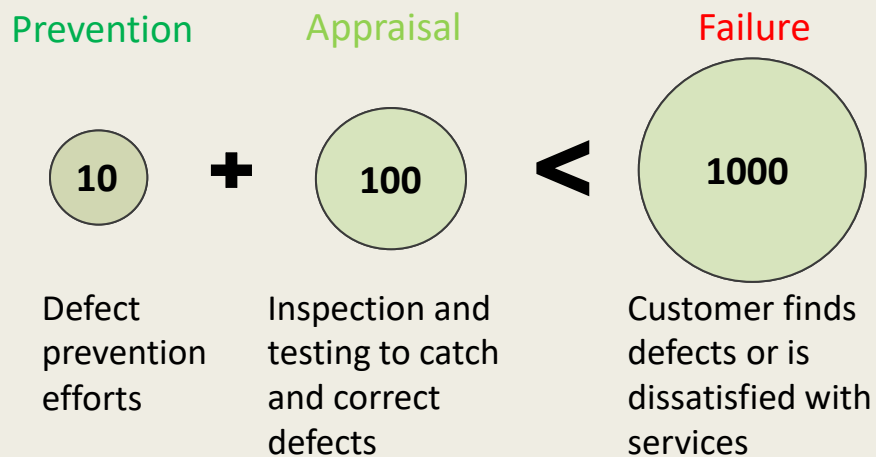 Prevention
Appraisal
Failure
10
+
100
<
1000
Defect
prevention
efforts
Inspection and
testing to catch
and correct
defects
Customer finds
defects or is
dissatisfied with
services